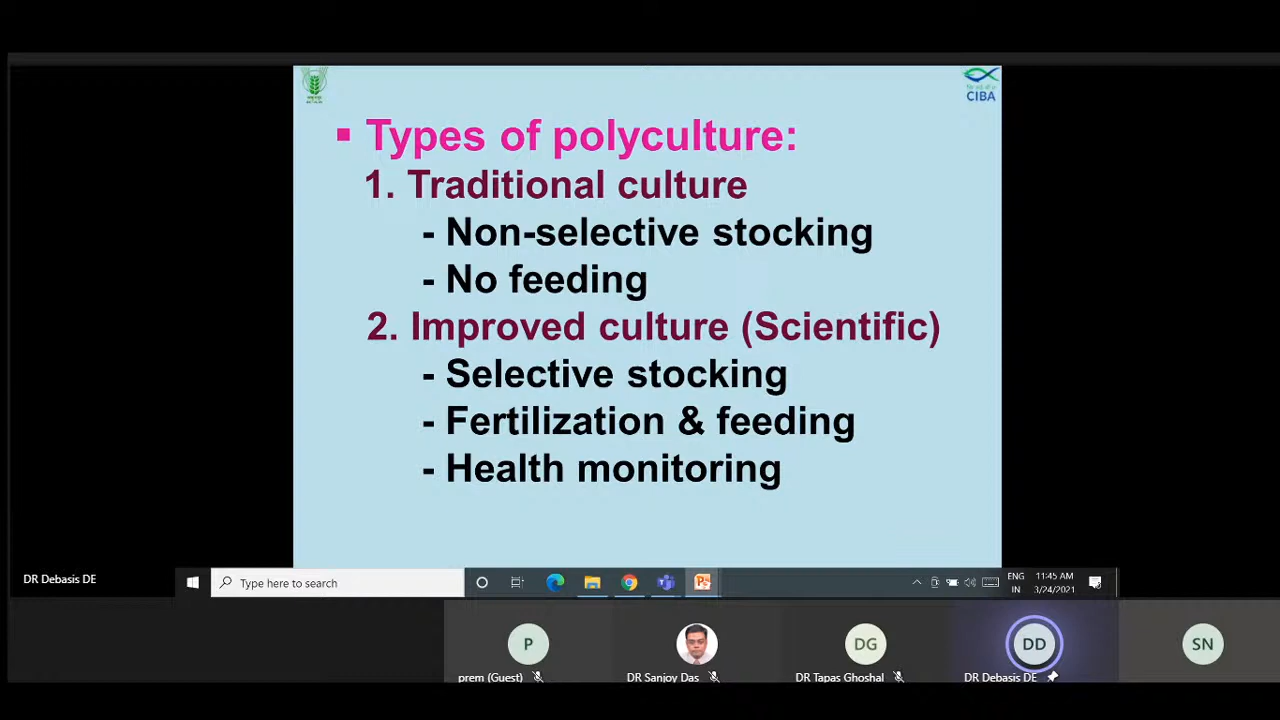 CIBA
▪ Types of polyculture:
1. Traditional culture
- Non-selective stocking
- No feeding
2. Improved culture (Scientific)
- Selective stocking
- Fertilization & feeding
- Health monitoring
DR Debasis DE
Type here to search
ENG
IN
11:45 AM
3/24/2021
P
DG
DD
SN
prem (Guest)
DR Sanjoy Das
DR Tapas Ghoshal
DR Debasis DE